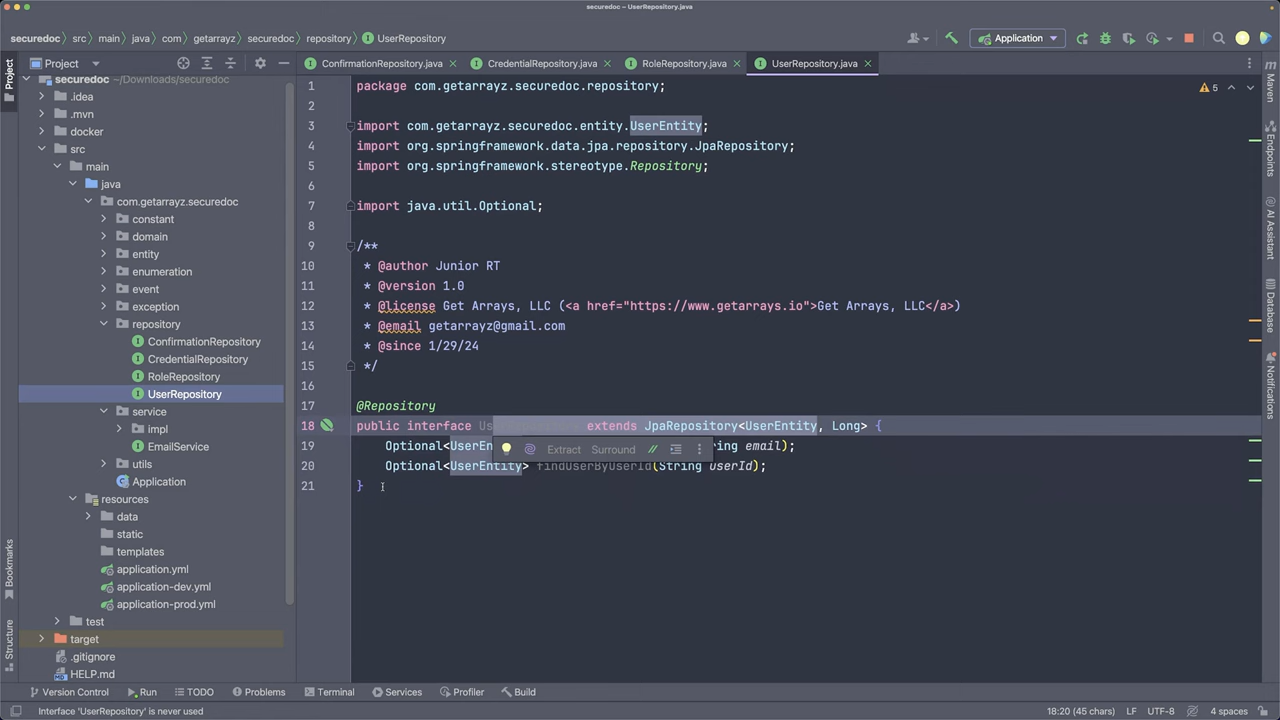 securedoc – UserRepository.java
securedoc src main java com getarrayz securedoc repository UserRepository Application
Project ConfirmationRepository.java CredentialRepository.java RoleRepository.java UserRepository.java
securedoc ~/Downloads/securedoc
.idea
.mvn
docker
src
main
java
com.getarrayz.securedoc
constant
domain
entity
enumeration
event
exception
repository
ConfirmationRepository
CredentialRepository
RoleRepository
UserRepository
service
impl
EmailService
utils
Application
resources
data
static
templates
application.yml
application-dev.yml
application-prod.yml
test
target
.gitignore
HELP.md
1 package com.getarrayz.securedoc.repository;
2
3 import com.getarrayz.securedoc.entity.UserEntity;
4 import org.springframework.data.jpa.repository.JpaRepository;
5 import org.springframework.stereotype.Repository;
6
7 import java.util.Optional;
8
9 /**
10 * @author Junior RT
11 * @version 1.0
12 * @license Get Arrays, LLC (<a href="https://www.getarrays.io">Get Arrays, LLC</a>)
13 * @email getarrayz@gmail.com
14 * @since 1/29/24
15 */
16
17 @Repository
18 public interface extends JpaRepository<UserEntity, Long> {
19 Optional<UserEn email);
Extract Surround
20 Optional<UserEntity> findUserByUserId(String userId);
21 }
5
Project
Bookmarks
Structure
Maven
Endpoints
AI Assistant
Database
Notifications
Version Control Run TODO Problems Terminal Services Profiler Build
Interface 'UserRepository' is never used 18:20 (45 chars) LF UTF-8 4 spaces